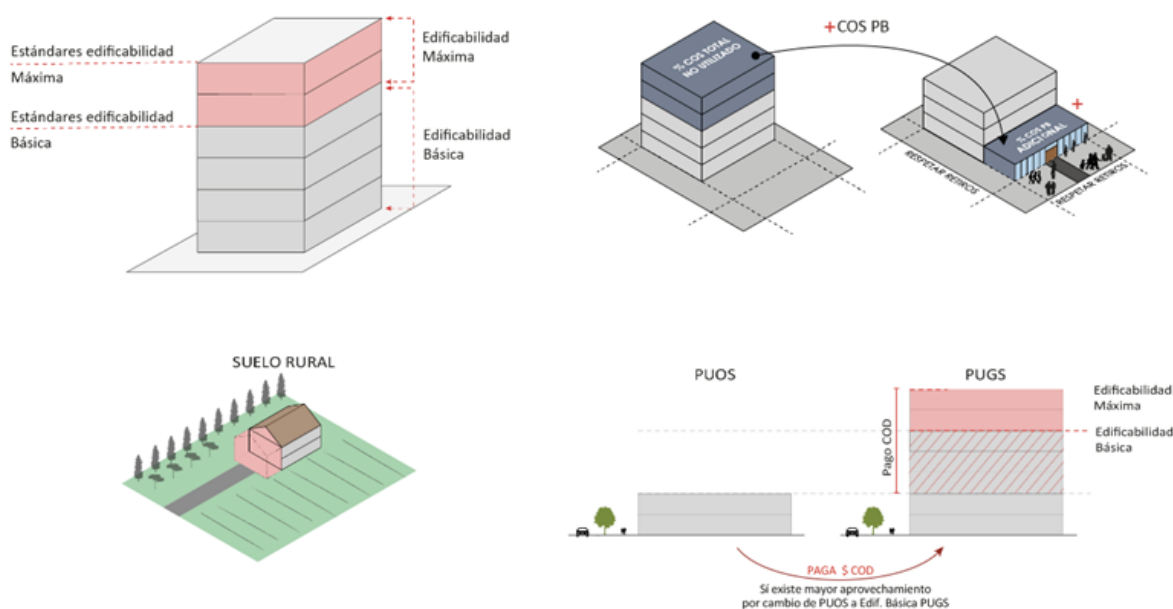 Estándares edificabilidad
Máxima
Estándares edificabilidad
Básica
Edificabilidad
Máxima
Edificabilidad
Básica
% COS TOTAL
NO UTILIZADO
+COS PB
+
% COS PB
ADICIONAL
RESPETAR RETIROS
RESPETAR RETIROS
SUELO RURAL
PUOS
PUGS
Pago COD
Edificabilidad
Máxima
Edificabilidad
Básica
PAGA $ COD
Sí existe mayor aprovechamiento
por cambio de PUOS a Edif. Básica PUGS